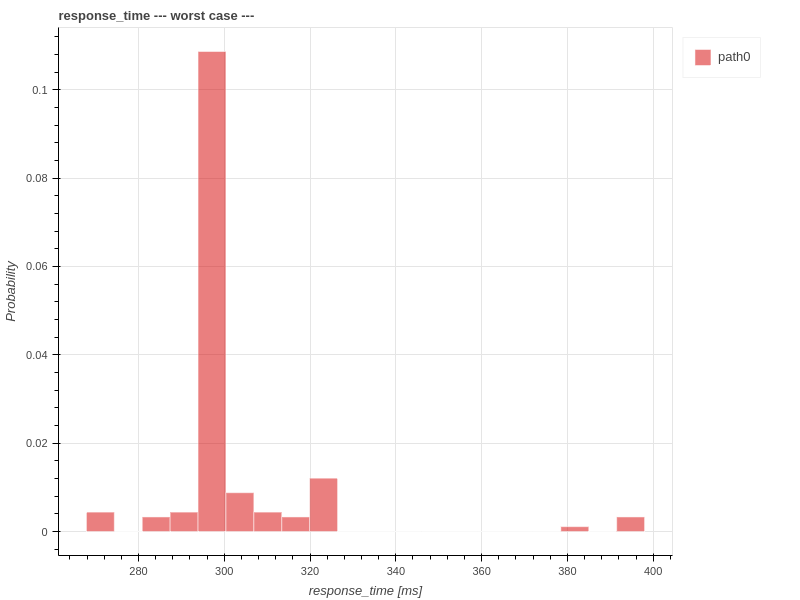 response_time --- worst case ---
path0
0.1
0.08
0.06
0.04
0.02
0
Probability
280 300 320 340 360 380 400
response_time [ms]